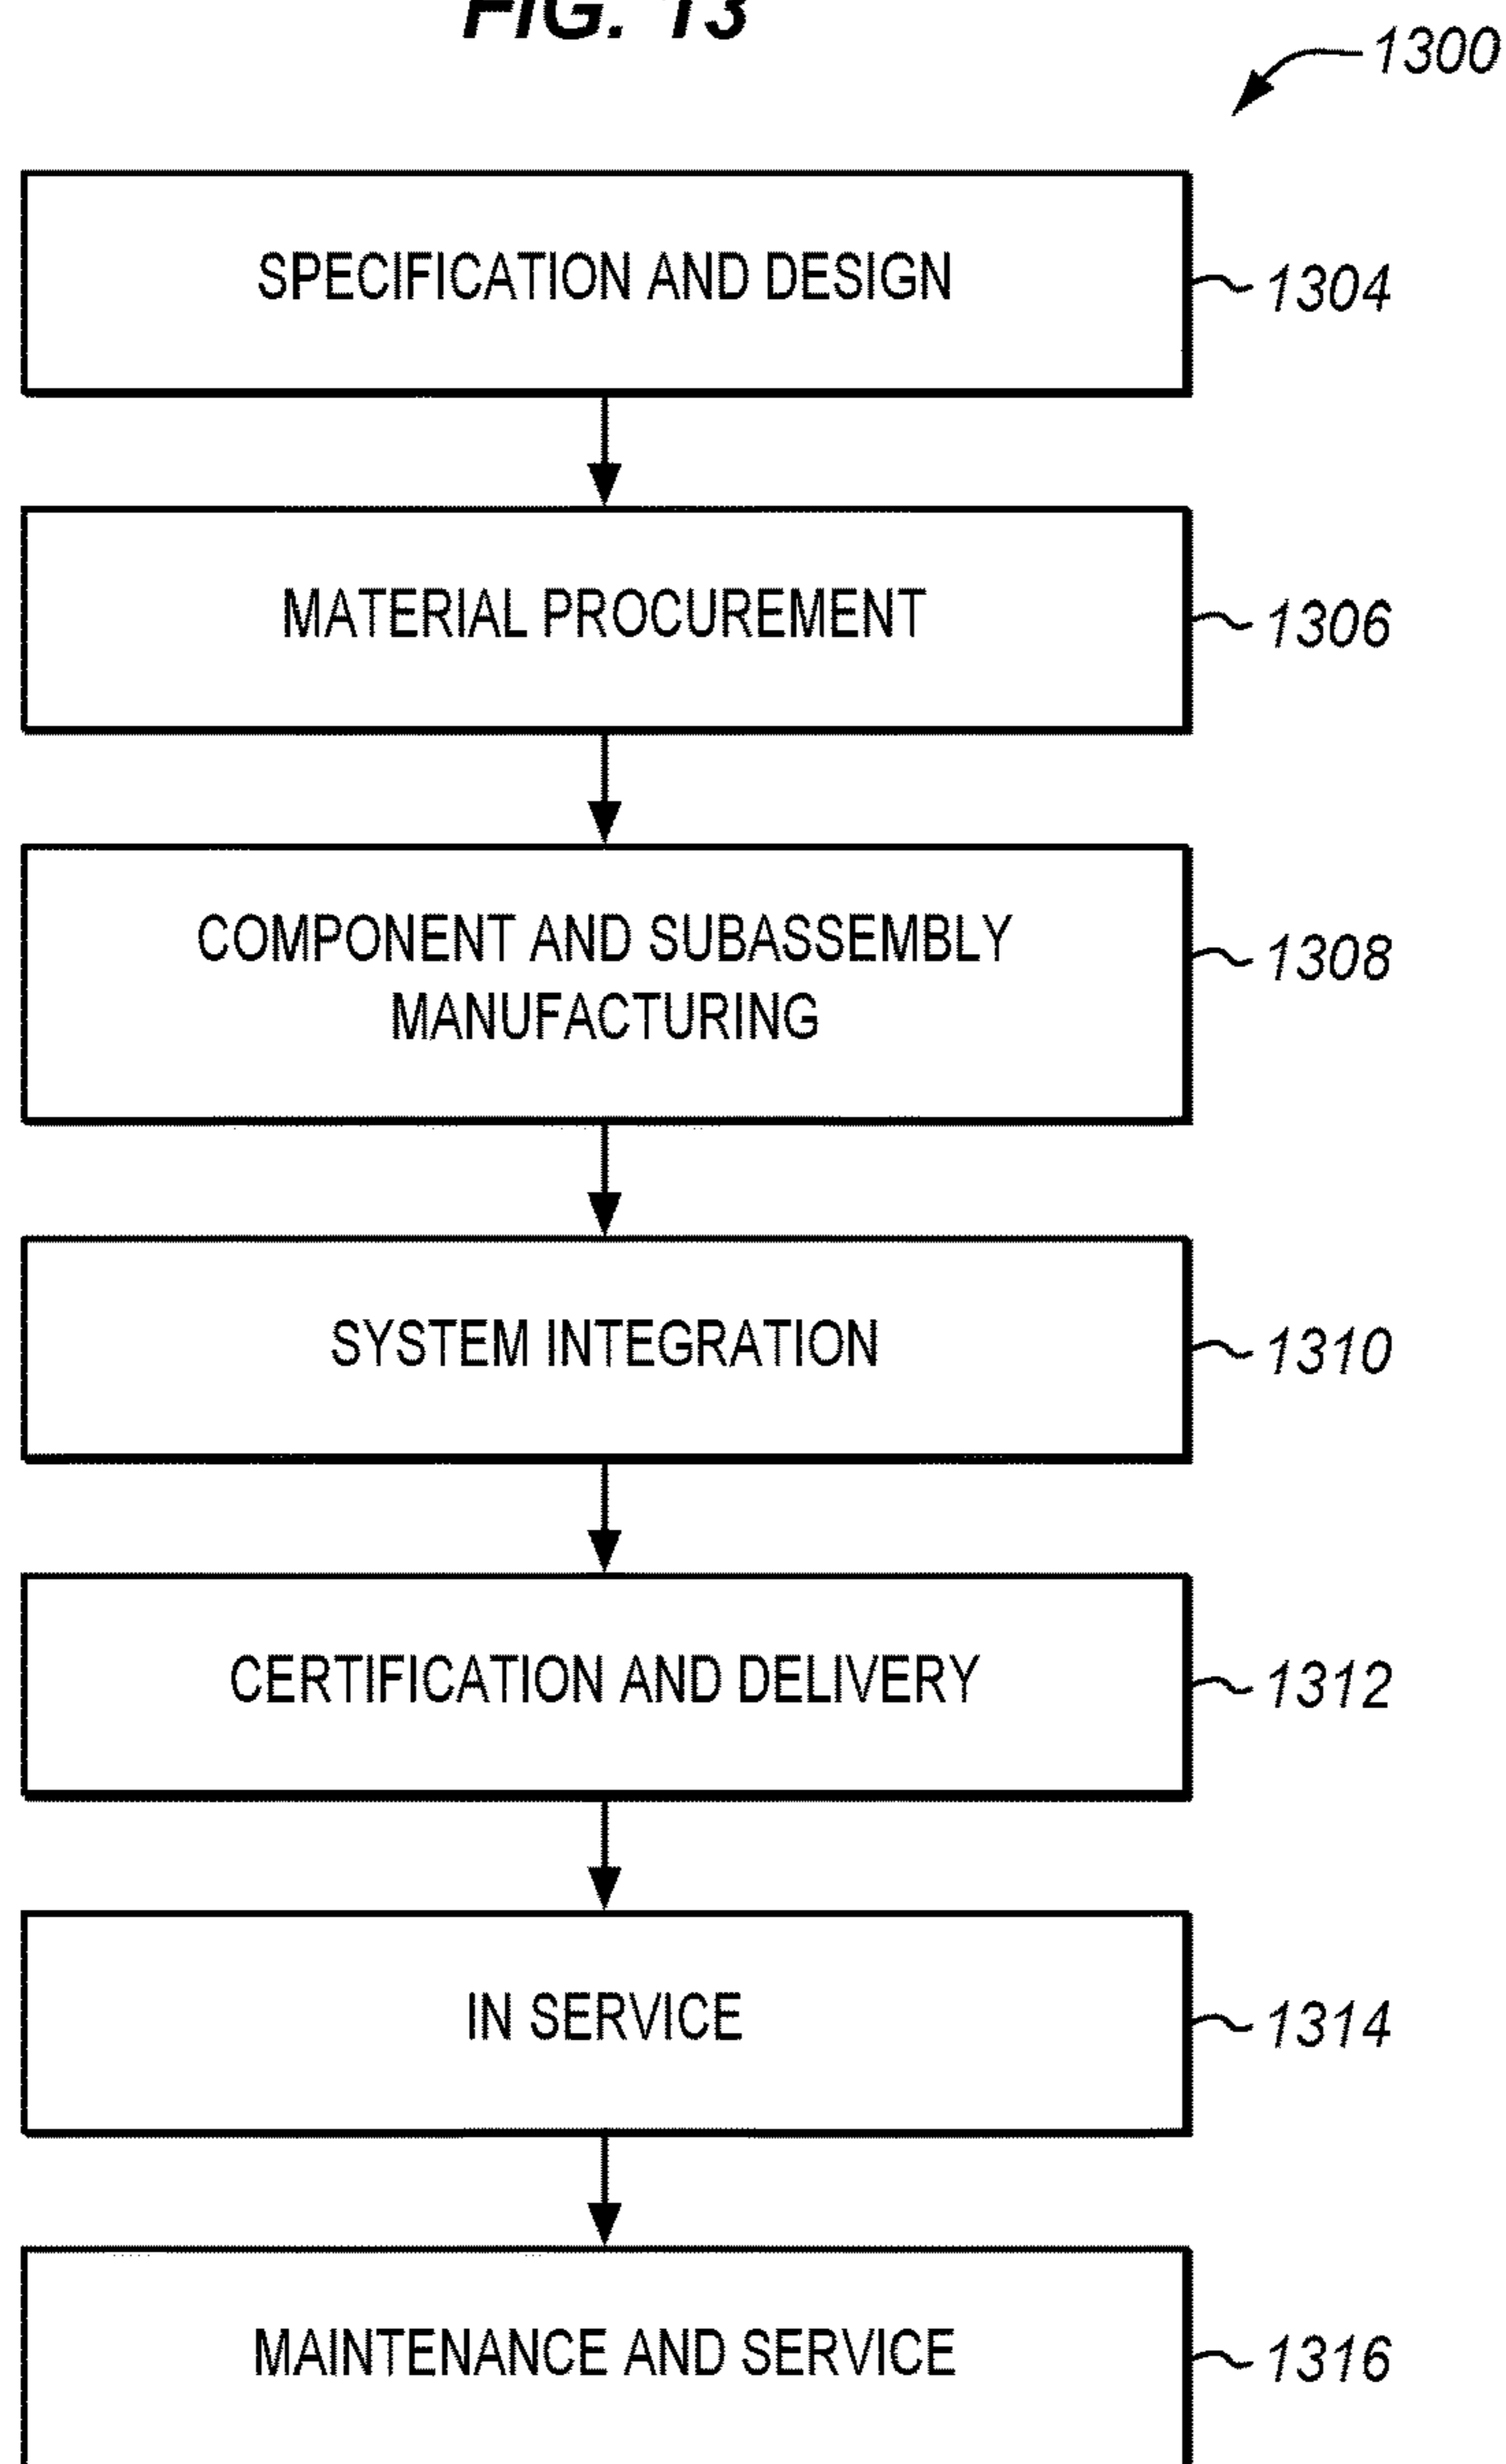 FIG. 13
1300
SPECIFICATION AND DESIGN
1304
MATERIAL PROCUREMENT
1306
COMPONENT AND SUBASSEMBLY
MANUFACTURING
1308
SYSTEM INTEGRATION
1310
CERTIFICATION AND DELIVERY
1312
IN SERVICE
1314
MAINTENANCE AND SERVICE
1316